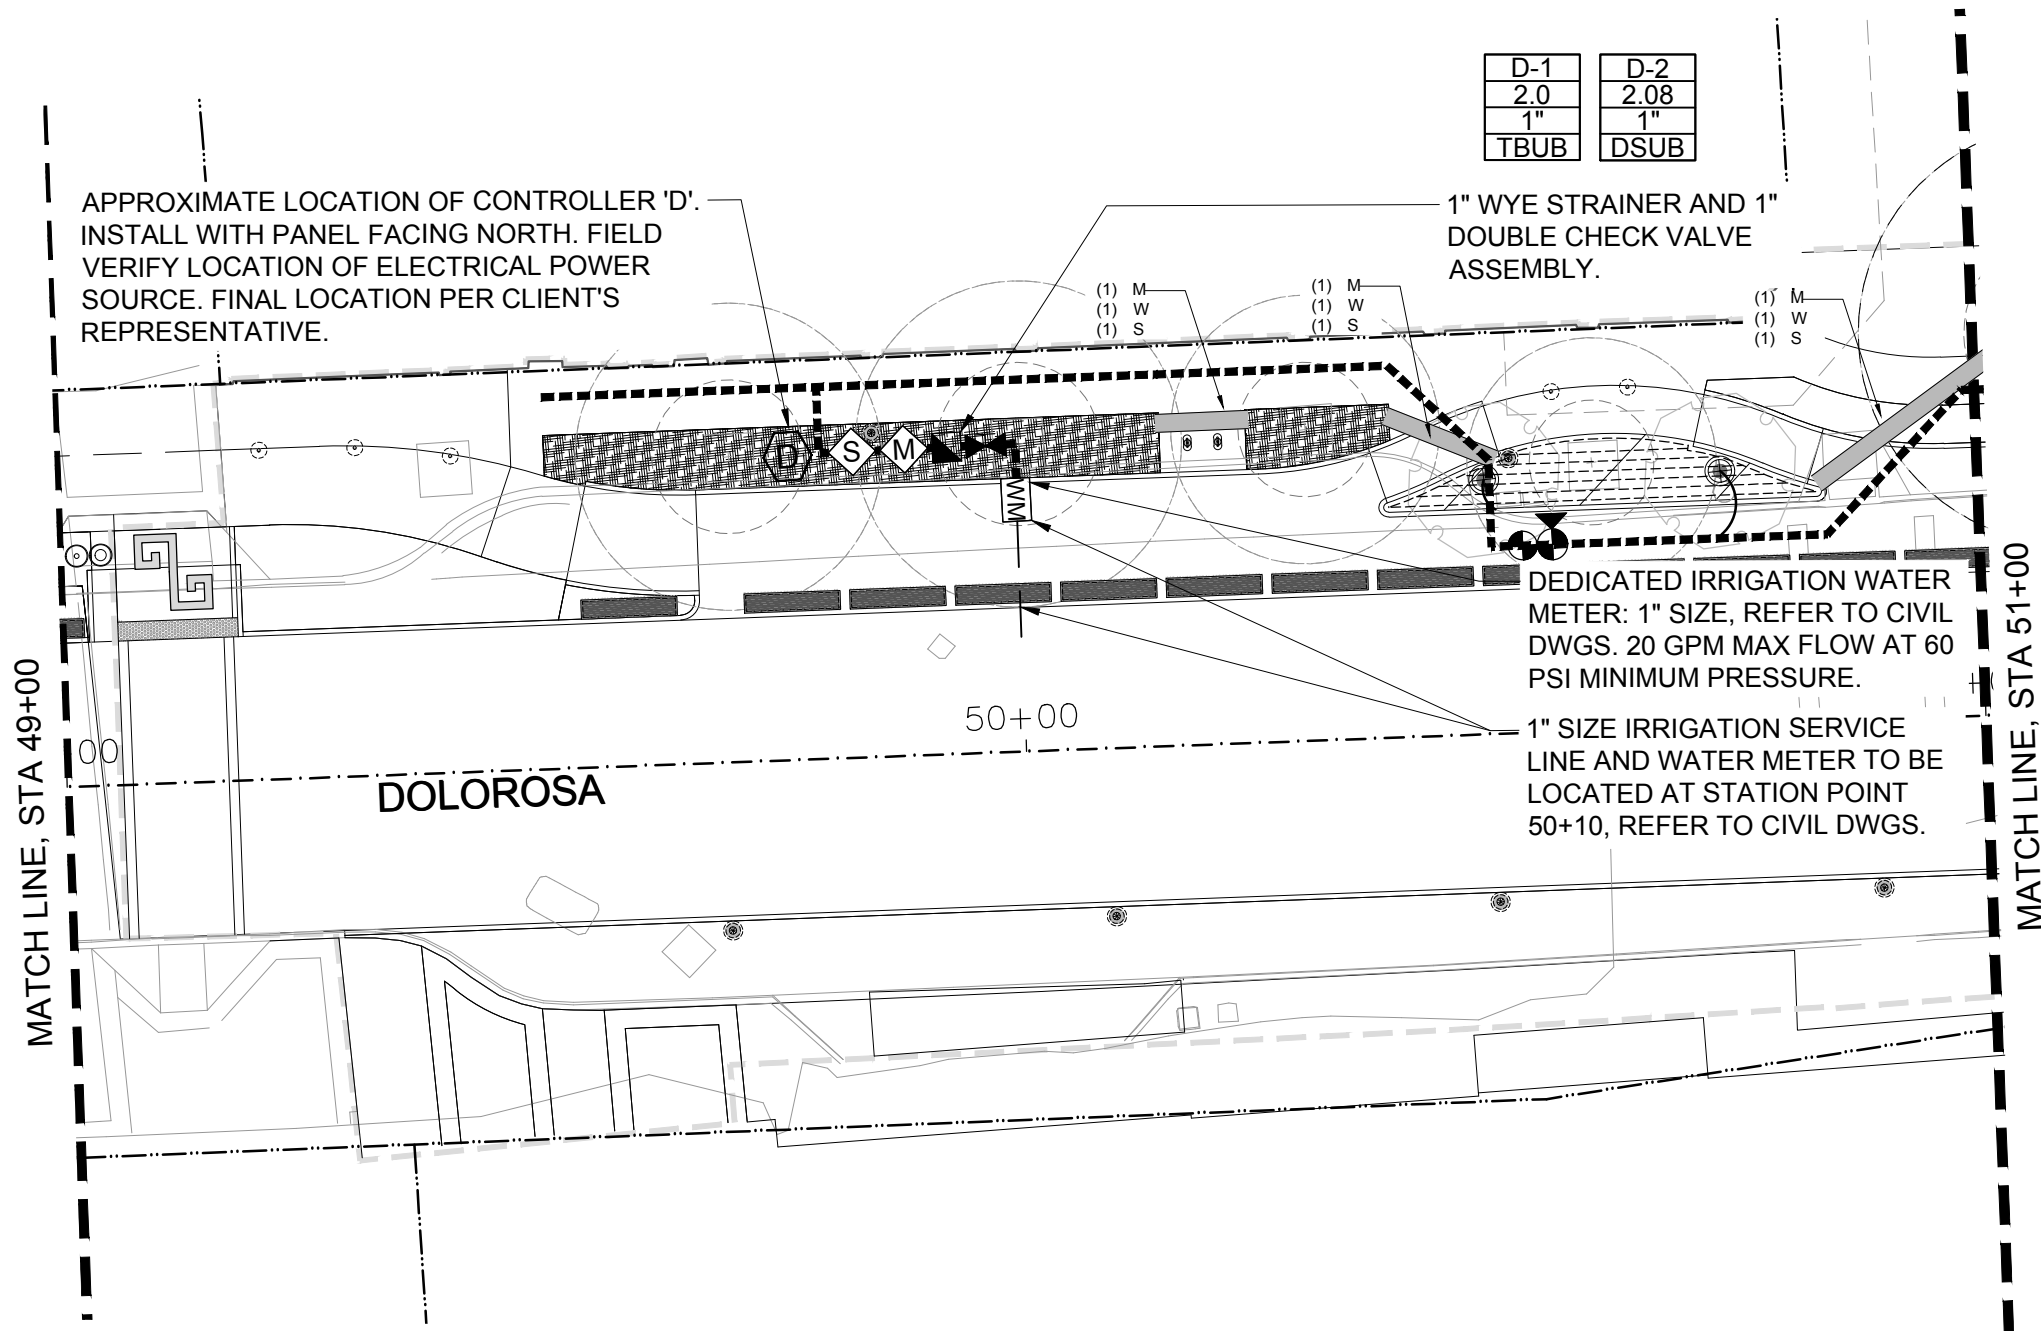 D-1
2.0
1"
TBUB
D-2
2.08
1"
DSUB
APPROXIMATE LOCATION OF CONTROLLER 'D'.
INSTALL WITH PANEL FACING NORTH. FIELD
VERIFY LOCATION OF ELECTRICAL POWER
SOURCE. FINAL LOCATION PER CLIENT'S
REPRESENTATIVE.
1" WYE STRAINER AND 1"
DOUBLE CHECK VALVE
ASSEMBLY.
(1) M
(1) W
(1) S
(1) M
(1) W
(1) S
(1) M
(1) W
(1) S
D
S
M
WM
DEDICATED IRRIGATION WATER
METER: 1" SIZE, REFER TO CIVIL
DWGS. 20 GPM MAX FLOW AT 60
PSI MINIMUM PRESSURE.
1" SIZE IRRIGATION SERVICE
LINE AND WATER METER TO BE
LOCATED AT STATION POINT
50+10, REFER TO CIVIL DWGS.
50+00
00
DOLOROSA
MATCH LINE, STA 49+00
MATCH LINE, STA 51+00